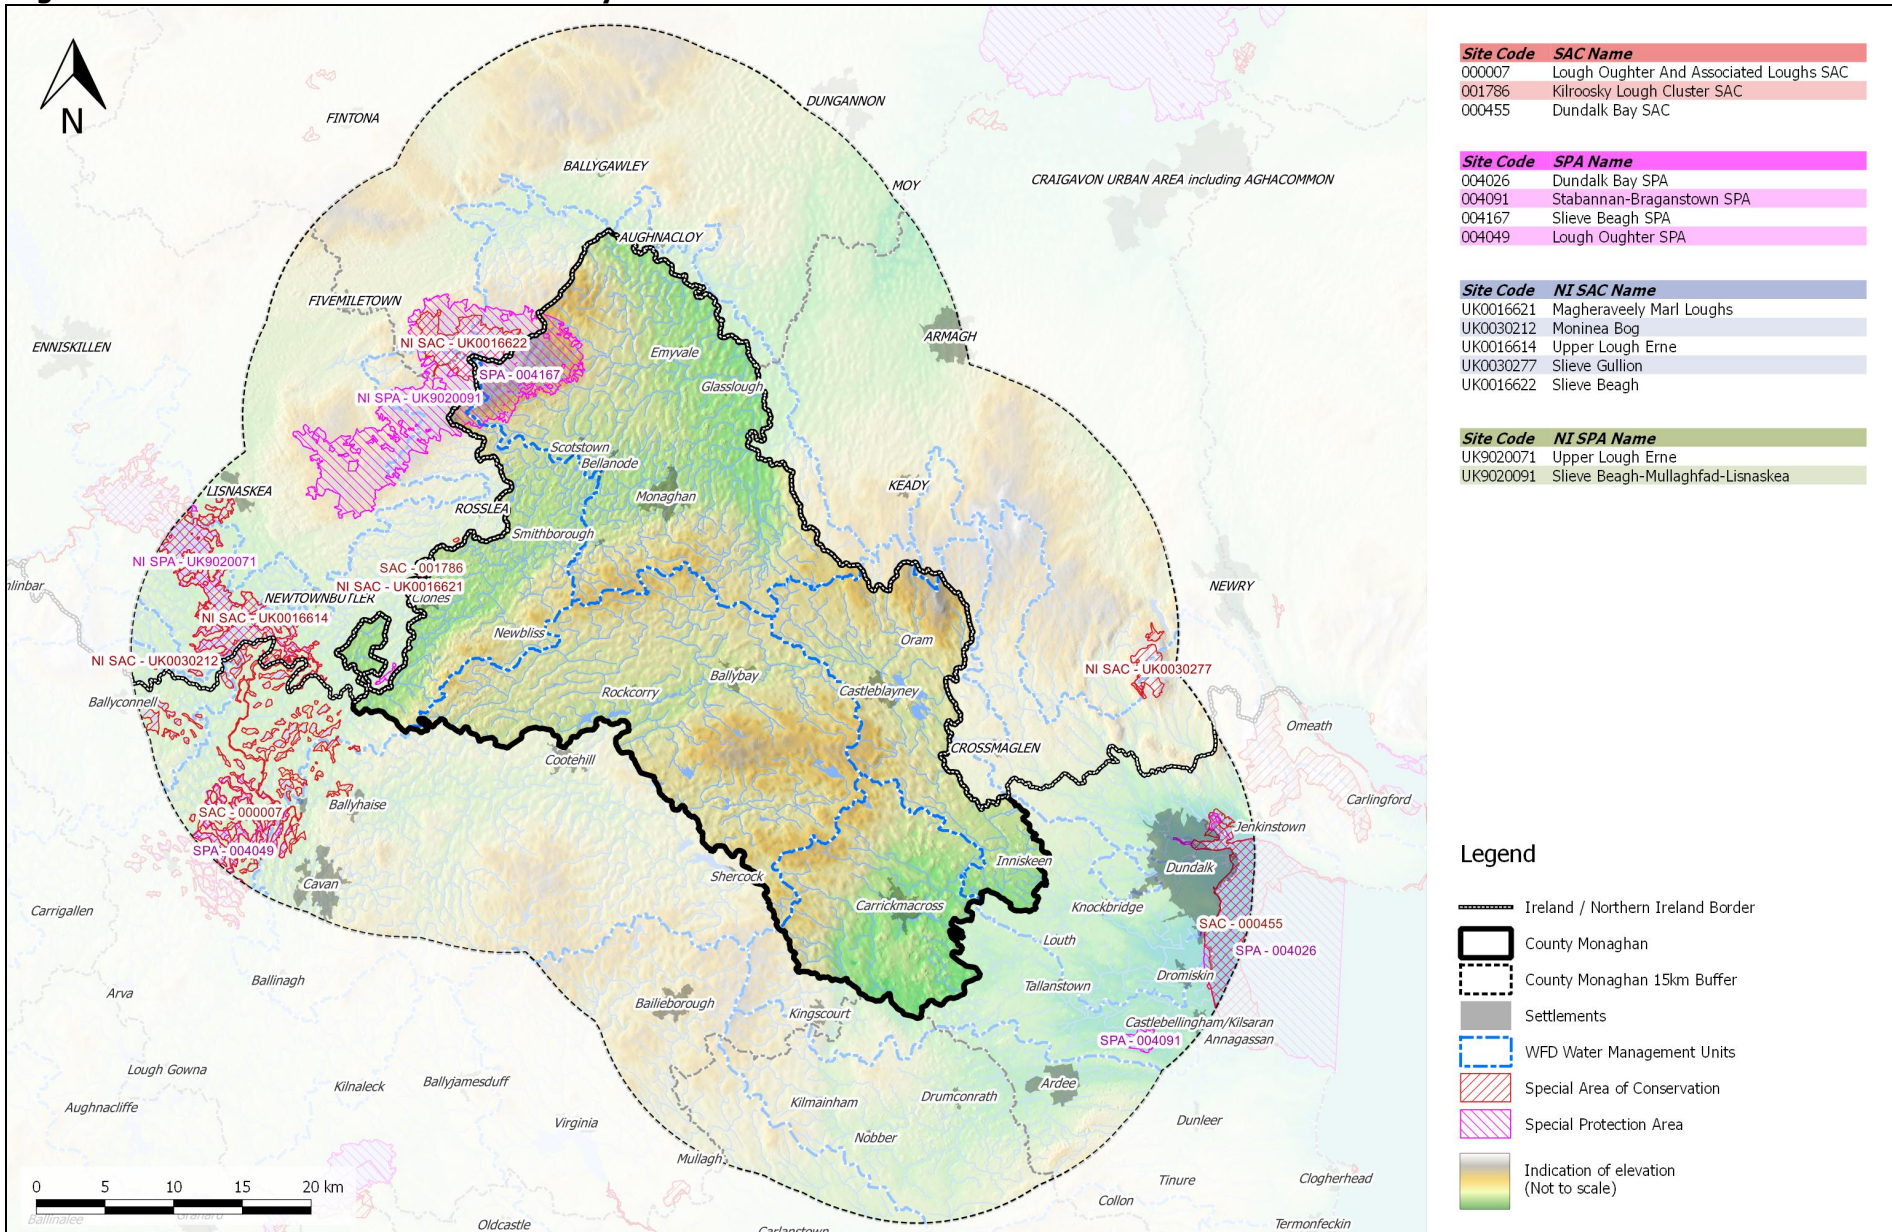 N
FINTONA
DUNGANNON
BALLYGAWLEY
MOY
CRAIGAVON URBAN AREA including AGHACOMMON
AUGHNACLOY
FIVEMILETOWN
ENNISKILLEN
NI SAC - UK0016622
ARMAGH
Emyvale
SPA - 004167
Glasslough
NI SPA - UK9020091
Scotstown
Bellanode
LISNASKEA
KEADY
Monaghan
ROSSLEA
Smithborough
NI SPA - UK9020071
SAC - 001786
NI SAC - UK0016621
NEWRY
NEWTOWNBUTLER
Clones
NI SAC - UK0016614
Newbliss
Oram
NI SAC - UK0030212
NI SAC - UK0030277
Ballyconnell
Rockcorry
Ballybay
Castleblayney
Omeath
CROSSMAGLEN
Cootehill
Ballyhaise
Carlingford
SAC - 000007
Jenkinstown
SPA - 004049
Inniskeen
Dundalk
Shercock
Cavan
Carrigallen
Carrickmacross
Knockbridge
SAC - 000455
Louth
SPA - 004026
Ballinagh
Dromiskin
Arva
Tallanstown
Bailieborough
Kingscourt
Castlebellingham/Kilsaran
SPA - 004091
Annagassan
Lough Gowna
Kilnaleck
Ballyjamesduff
Ardee
Aughnacliffe
Kilmainham
Drumconrath
Virginia
Dunleer
Nobber
Mullagh
Tinure
Clogherhead
Collon
Oldcastle
Termonfeckin
Carlanstown
Ballinalee
Granard
0 5 10 15 20 km
Site Code SAC Name
000007 Lough Oughter And Associated Loughs SAC
001786 Kilroosky Lough Cluster SAC
000455 Dundalk Bay SAC
Site Code SPA Name
004026 Dundalk Bay SPA
004091 Stabannan-Braganstown SPA
004167 Slieve Beagh SPA
004049 Lough Oughter SPA
Site Code NI SAC Name
UK0016621 Magheraveely Marl Loughs
UK0030212 Moninea Bog
UK0016614 Upper Lough Erne
UK0030277 Slieve Gullion
UK0016622 Slieve Beagh
Site Code NI SPA Name
UK9020071 Upper Lough Erne
UK9020091 Slieve Beagh-Mullaghfad-Lisnaskea
Legend
Ireland / Northern Ireland Border
County Monaghan
County Monaghan 15km Buffer
Settlements
WFD Water Management Units
Special Area of Conservation
Special Protection Area
Indication of elevation
(Not to scale)